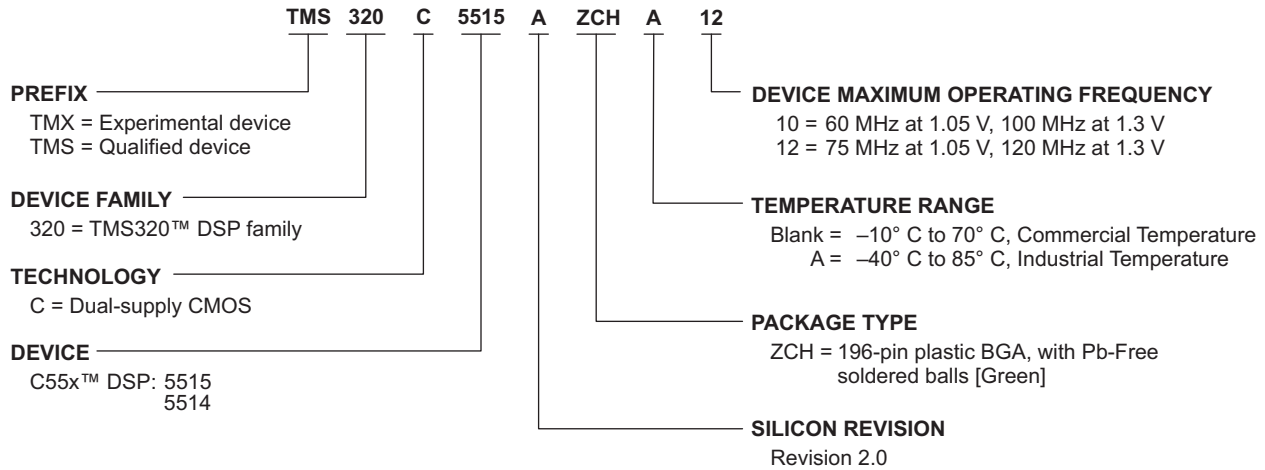 TMS 320 C 5515 A ZCH A 12
PREFIX
TMX = Experimental device
TMS = Qualified device
DEVICE FAMILY
320 = TMS320™ DSP family
TECHNOLOGY
C = Dual-supply CMOS
DEVICE
C55x™ DSP: 5515
5514
DEVICE MAXIMUM OPERATING FREQUENCY
10 = 60 MHz at 1.05 V, 100 MHz at 1.3 V
12 = 75 MHz at 1.05 V, 120 MHz at 1.3 V
TEMPERATURE RANGE
Blank = –10° C to 70° C, Commercial Temperature
A = –40° C to 85° C, Industrial Temperature
PACKAGE TYPE
ZCH = 196-pin plastic BGA, with Pb-Free
soldered balls [Green]
SILICON REVISION
Revision 2.0